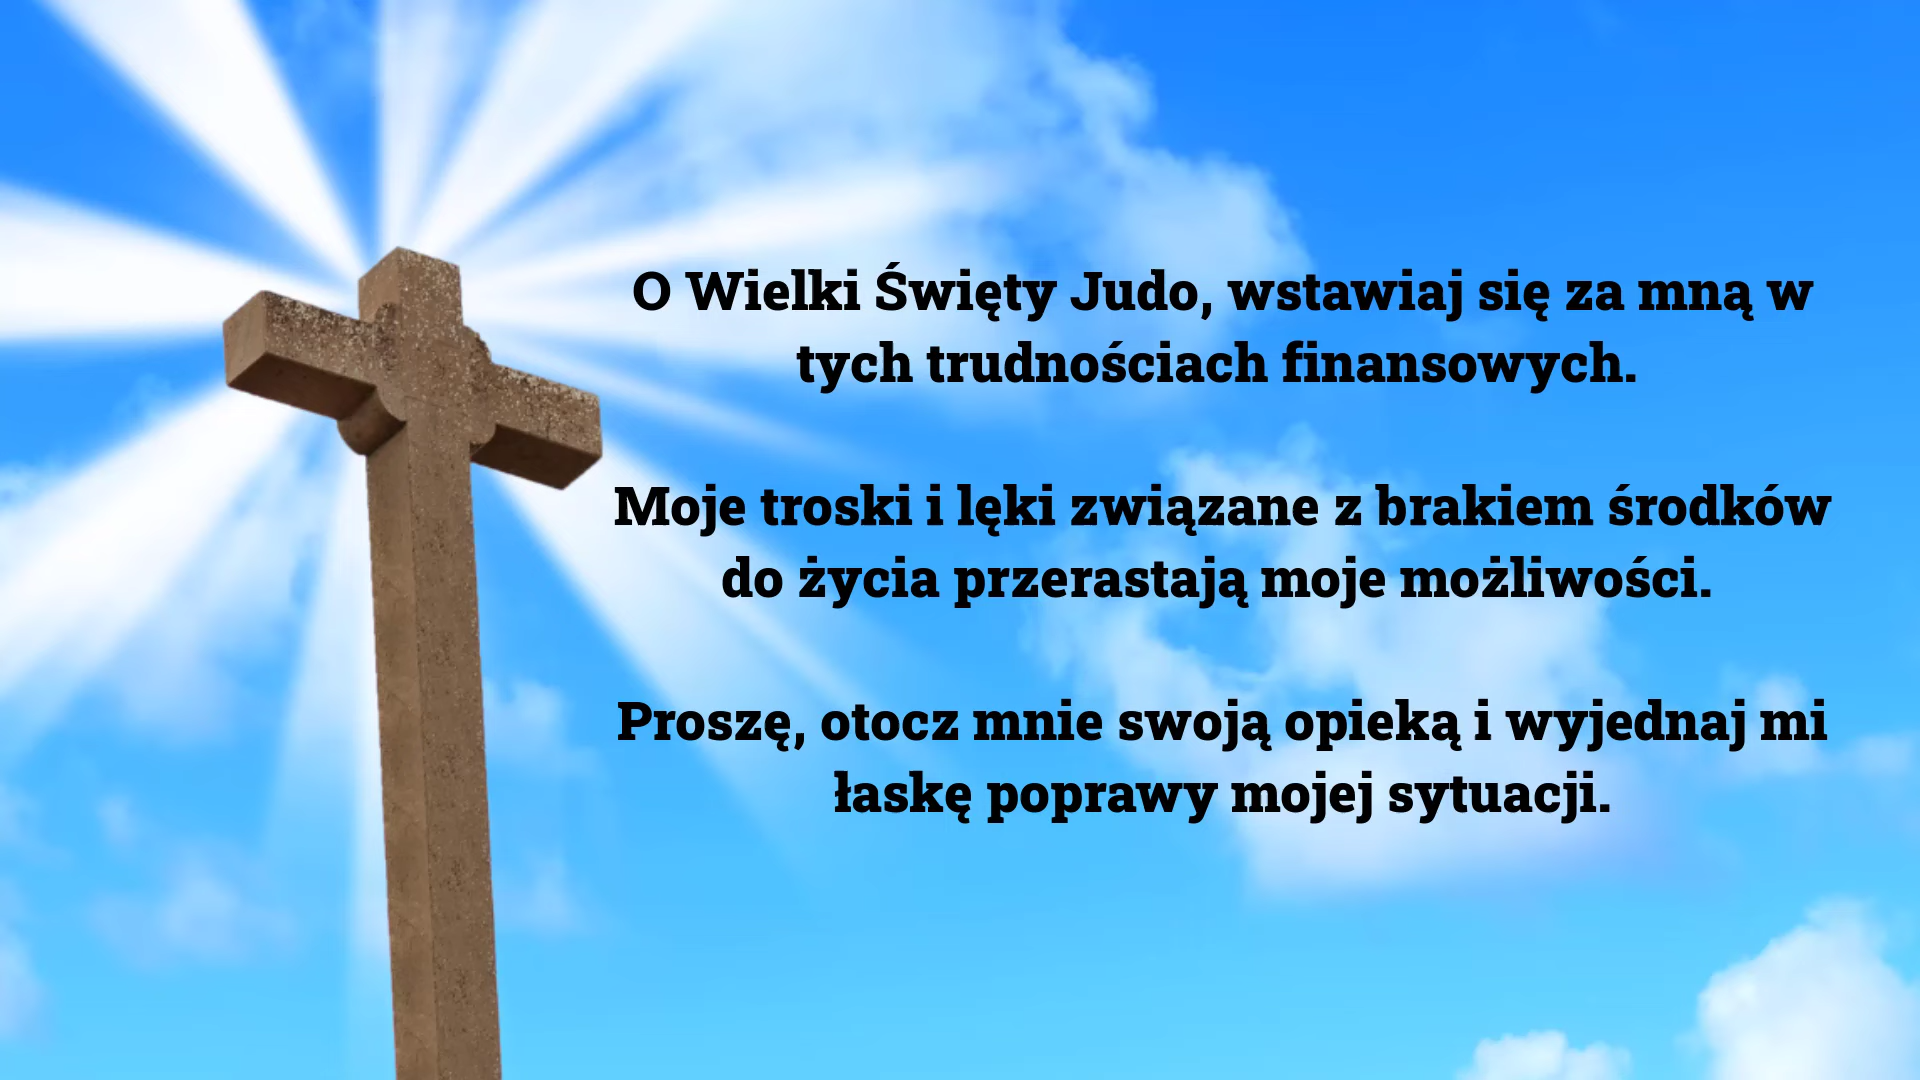 O Wielki Święty Judo, wstawiaj się za mną w
tych trudnościach finansowych.
Moje troski i lęki związane z brakiem środków
do życia przerastają moje możliwości.
Proszę, otocz mnie swoją opieką i wyjednaj mi
łaskę poprawy mojej sytuacji.